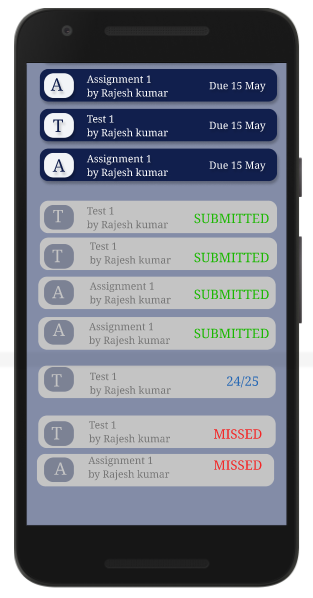 A
Assignment 1
by Rajesh kumar
Due 15 May
T
Test 1
by Rajesh kumar
Due 15 May
A
Assignment 1
by Rajesh kumar
Due 15 May
T
Test 1
by Rajesh kumar
SUBMITTED
T
Test 1
by Rajesh kumar
SUBMITTED
A
Assignment 1
by Rajesh kumar
SUBMITTED
A
Assignment 1
by Rajesh kumar
SUBMITTED
T
Test 1
by Rajesh kumar
24/25
T
Test 1
by Rajesh kumar
MISSED
A
Assignment 1
by Rajesh kumar
MISSED